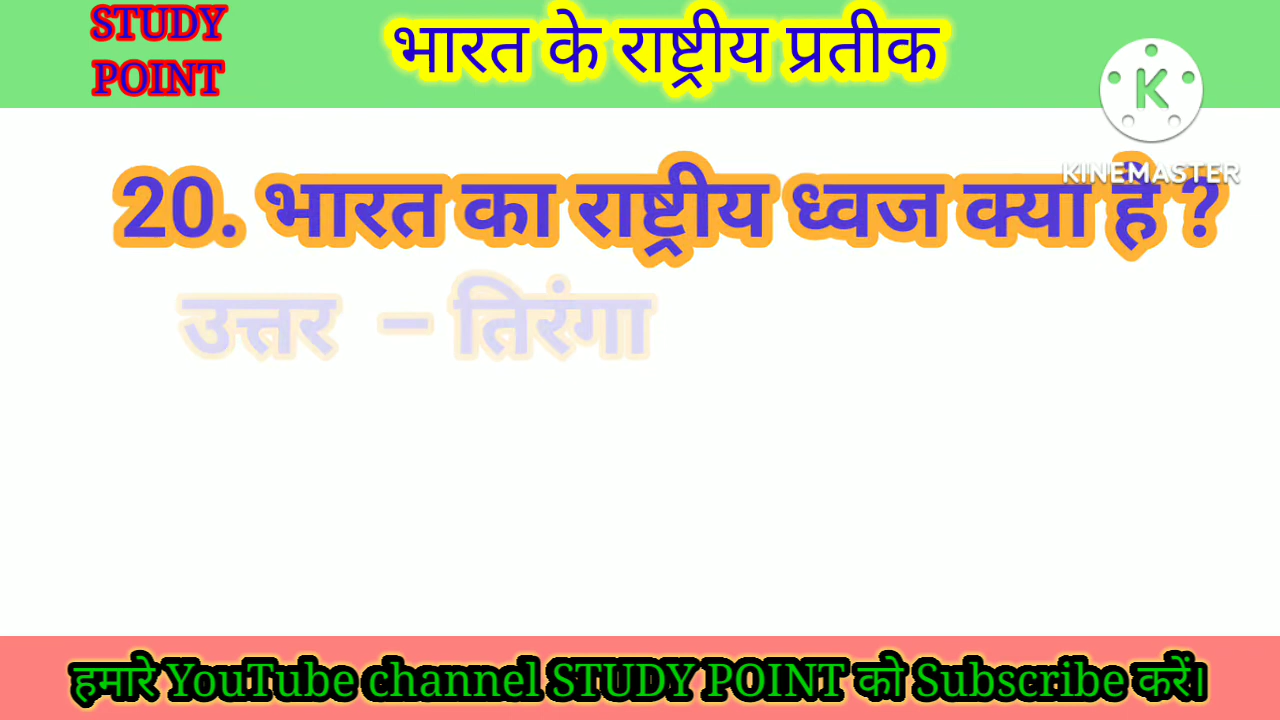 STUDY
POINT
भारत के राष्ट्रीय प्रतीक
K
KINEMASTER
20. भारत का राष्ट्रीय ध्वज क्या है ?
उत्तर – तिरंगा
हमारे YouTube channel STUDY POINT को Subscribe करें।